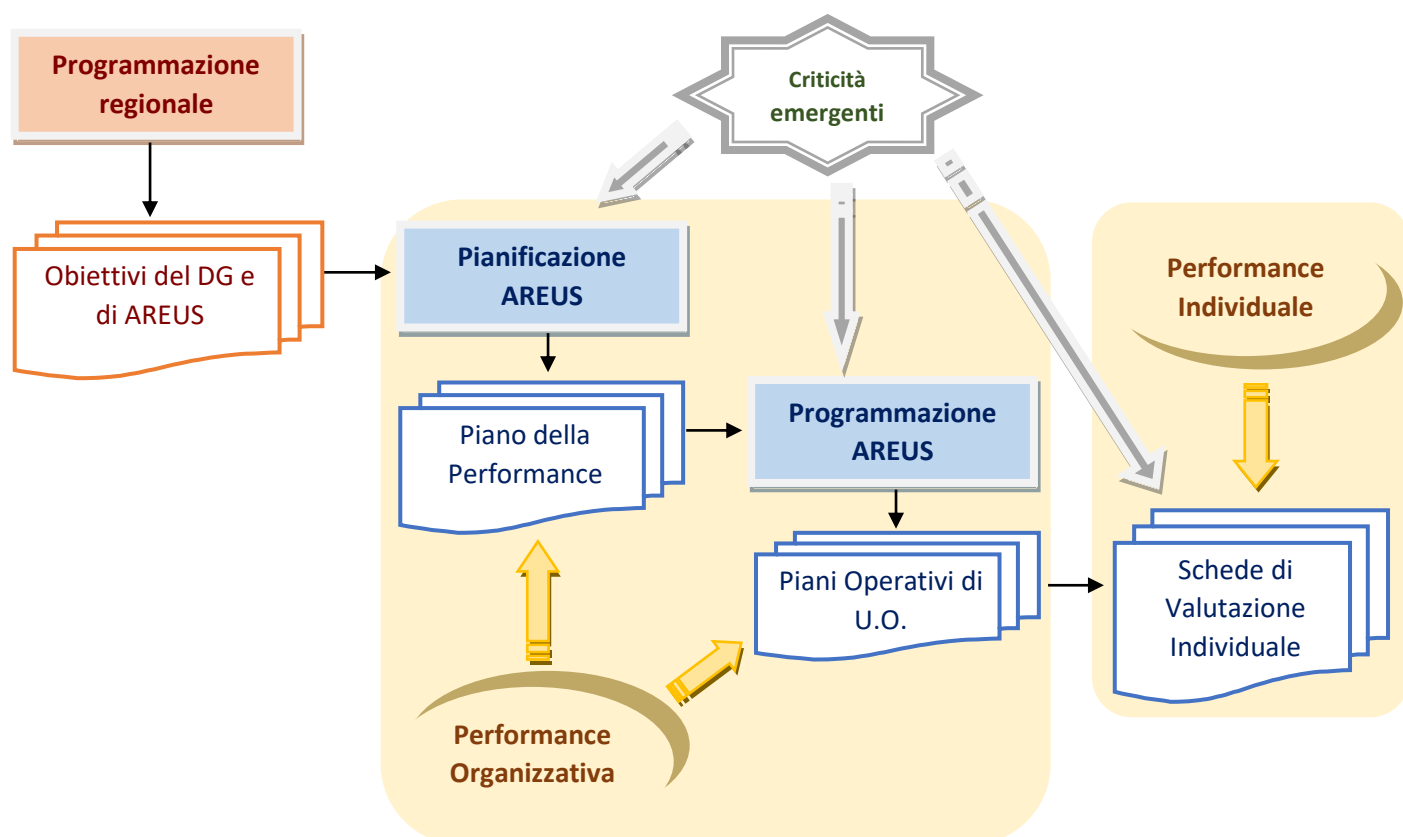 Programmazione
regionale
Criticità
emergenti
Obiettivi del DG e
di AREUS
Pianificazione
AREUS
Performance
Individuale
Piano della
Performance
Programmazione
AREUS
Piani Operativi di
U.O.
Schede di
Valutazione
Individuale
Performance
Organizzativa